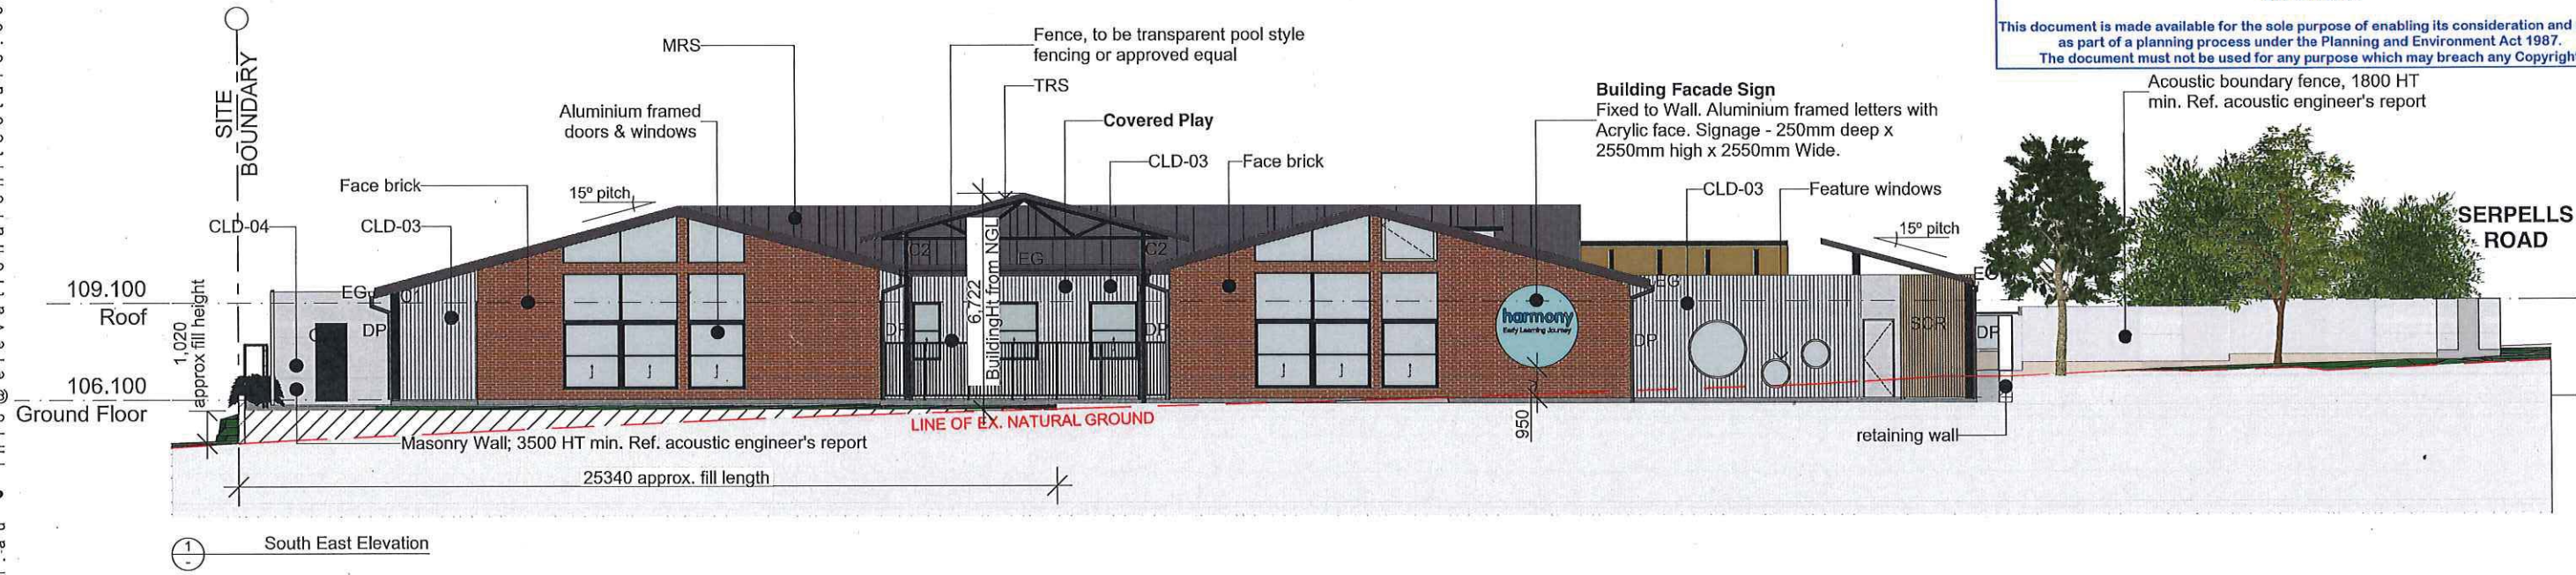 This document is made available for the sole purpose of enabling its consideration and
as part of a planning process under the Planning and Environment Act 1987.
The document must not be used for any purpose which may breach any Copyright
SITE
BOUNDARY
MRS
Fence, to be transparent pool style
fencing or approved equal
TRS
Aluminium framed
doors & windows
Covered Play
CLD-03
Face brick
Building Facade Sign
Fixed to Wall. Aluminium framed letters with
Acrylic face. Signage - 250mm deep x
2550mm high x 2550mm Wide.
Acoustic boundary fence, 1800 HT
min. Ref. acoustic engineer's report
Face brick
15º pitch
CLD-03
Feature windows
CLD-04
CLD-03
15º pitch
SERPELLS
ROAD
C2
EG
C2
109.100
Roof
EG
EG
EG
1,020
approx fill height
DP
DP
6,722
BuildingHt from NGL
DP
harmony
Early Learning Journey
DP
SCR
DP
106.100
Ground Floor
LINE OF EX. NATURAL GROUND
950
Masonry Wall; 3500 HT min. Ref. acoustic engineer's report
retaining wall
25340 approx. fill length
1
-
South East Elevation